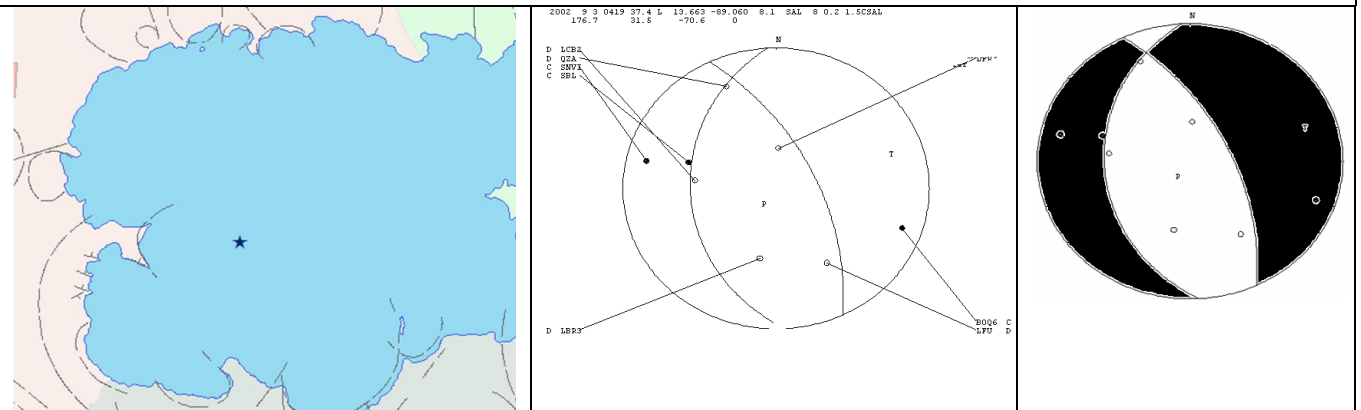 2002 9 3 0419 37.4 L 13.663 -89.060 8.1 SAL 8 0.2 1.5CSAL
176.7 31.5 -70.6 0
N
D LCBZ
D QZA
C SNVI
C SBL
T
P
D LBR3
BOQ6 C
LFU D
N
T
P